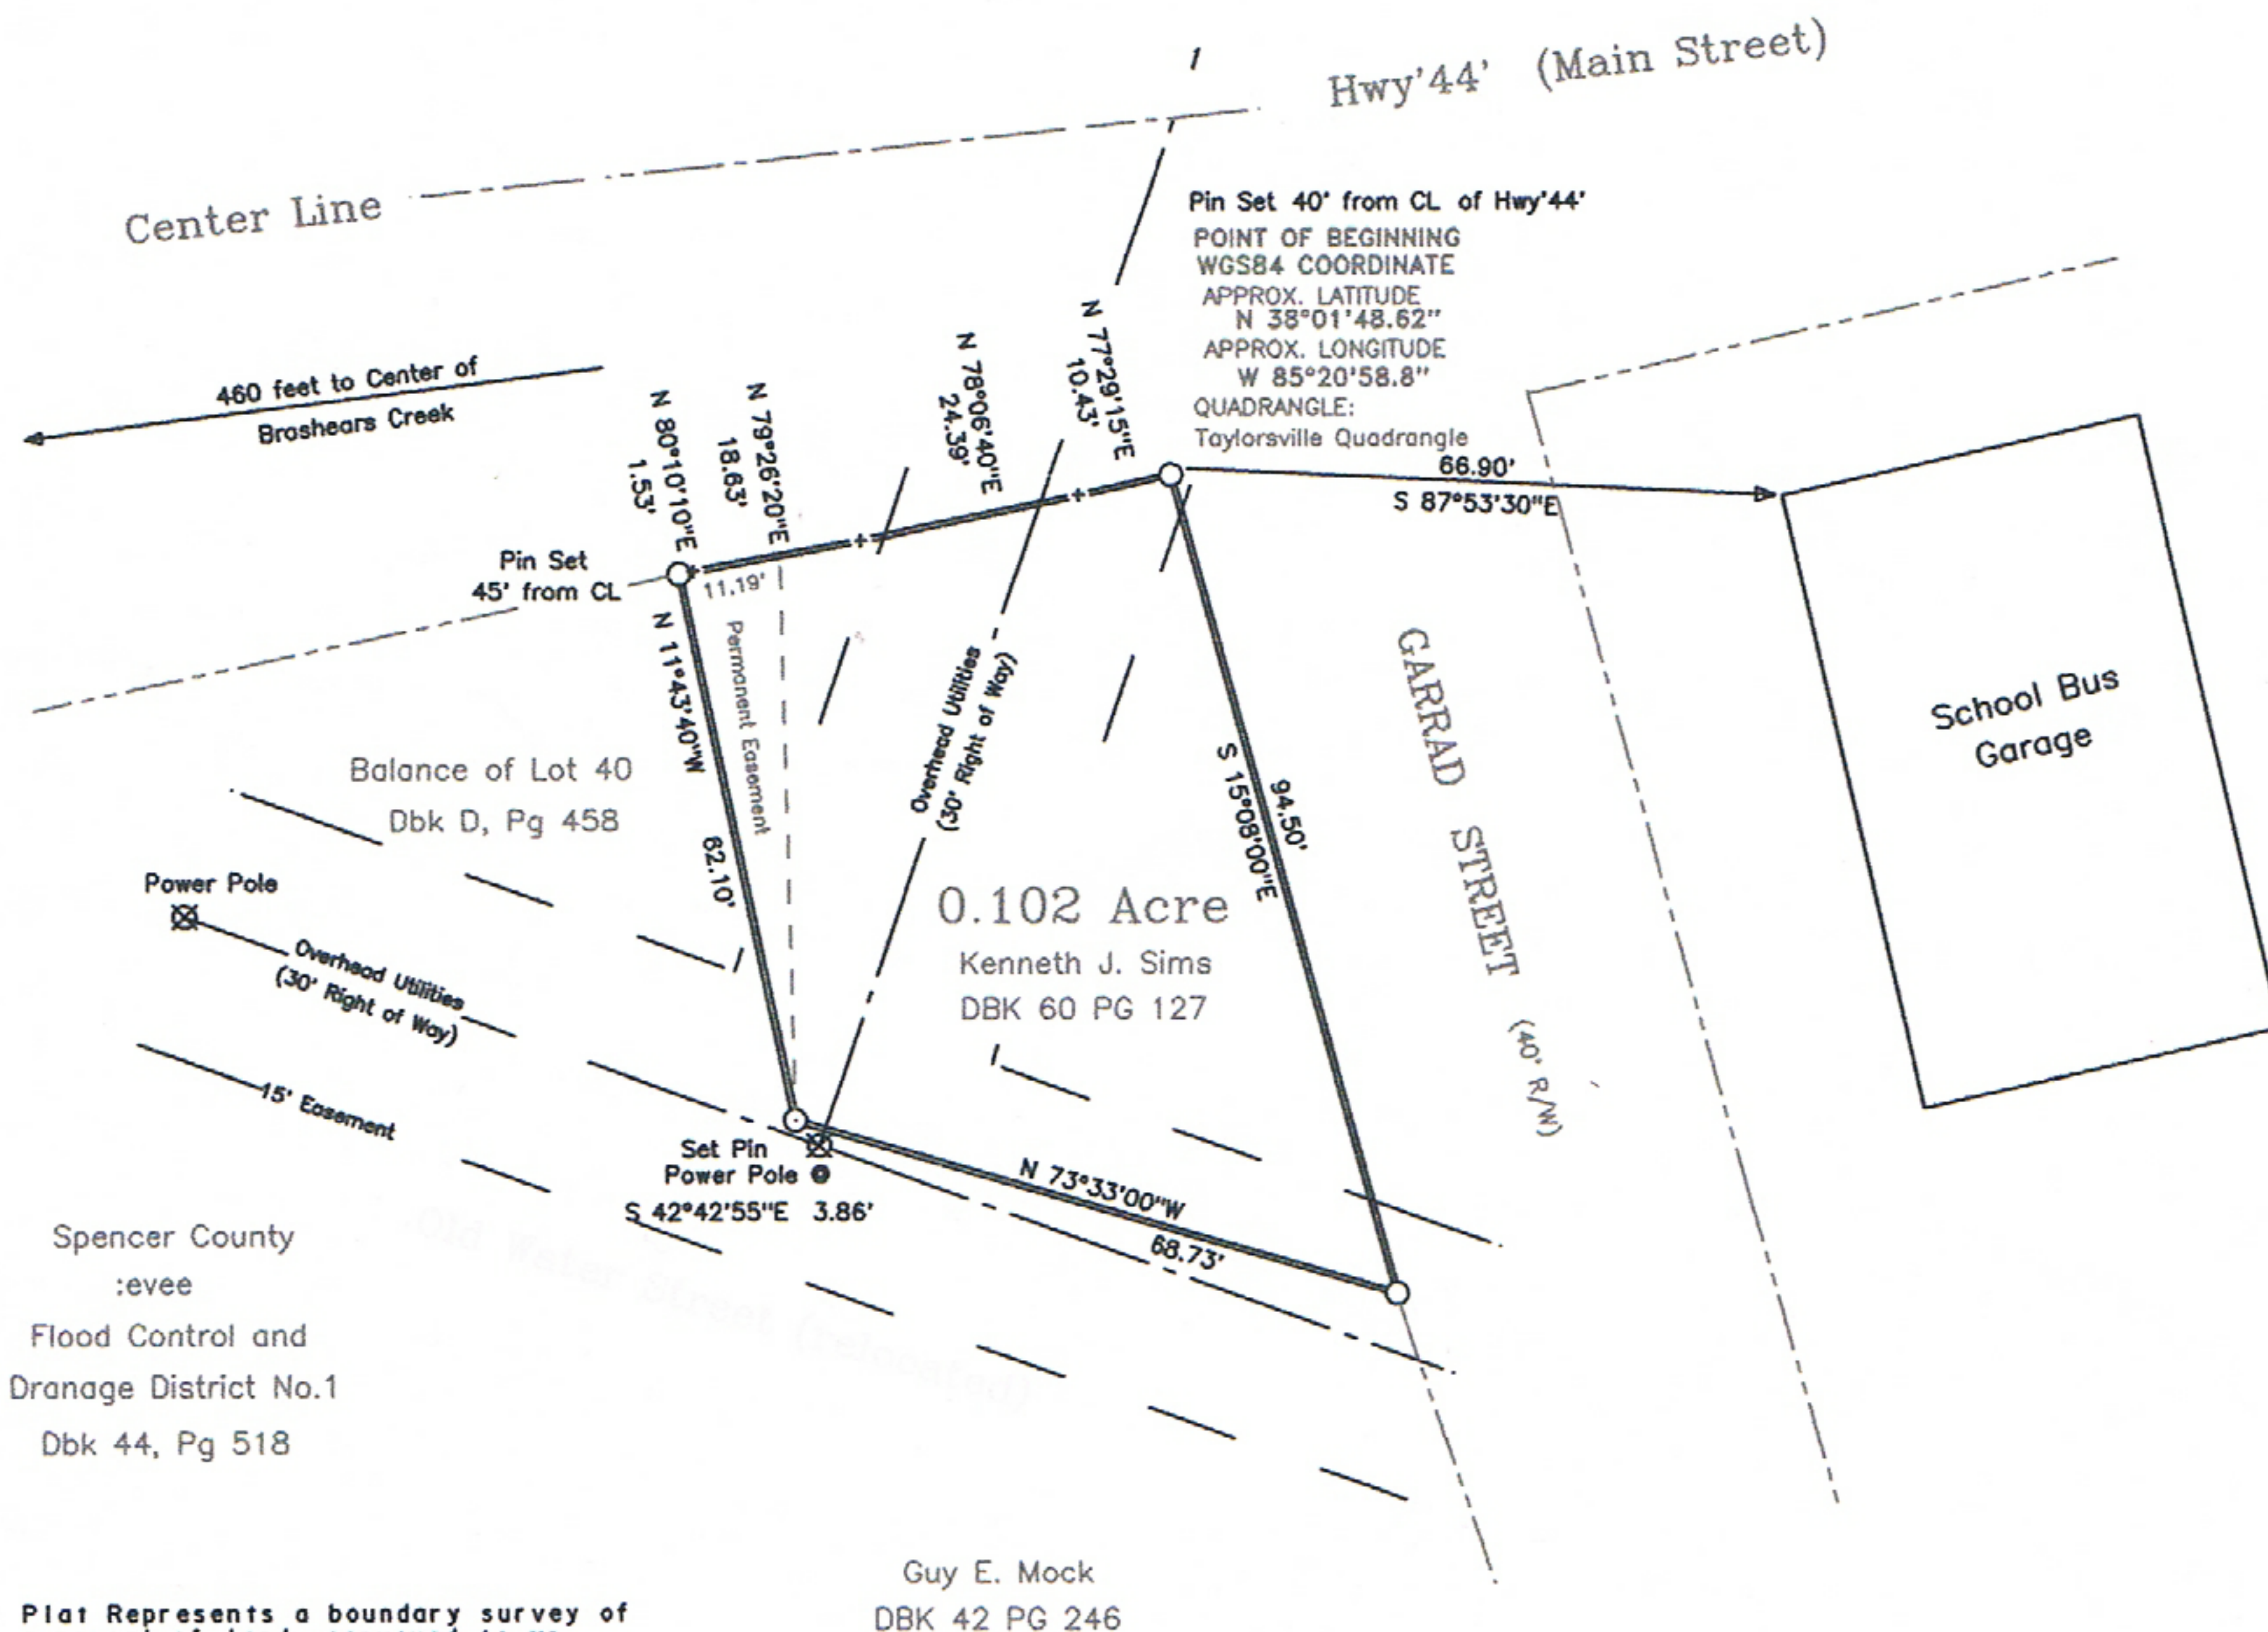 Hwy'44' (Main Street)
Center Line
Pin Set 40' from CL of Hwy'44'
POINT OF BEGINNING
WGS84 COORDINATE
APPROX. LATITUDE
N 38°01'48.62"
APPROX. LONGITUDE
W 85°20'58.8"
QUADRANGLE:
Taylorsville Quadrangle
460 feet to Center of
Broshears Creek
N 80°10'10"E
1.53'
N 79°26'20"E
18.63'
N 78°06'40"E
24.39'
N 77°29'15"E
10.43'
66.90'
S 87°53'30"E
Pin Set
45' from CL
11.19'
N 11°43'40"W
62.10'
Permanent Easement
Overhead Utilities
(30' Right of Way)
94.50'
S 15°08'00"E
GARRAD STREET (40' R/W)
School Bus
Garage
Balance of Lot 40
Dbk D, Pg 458
Power Pole
Overhead Utilities
(30' Right of Way)
15' Easement
0.102 Acre
Kenneth J. Sims
DBK 60 PG 127
Set Pin
Power Pole @
S 42°42'55"E 3.86'
N 73°33'00"W
68.73'
Old Water Street (relocated)
Spencer County
:evee
Flood Control and
Dranage District No.1
Dbk 44, Pg 518
Guy E. Mock
DBK 42 PG 246
Plat Represents a boundary survey of